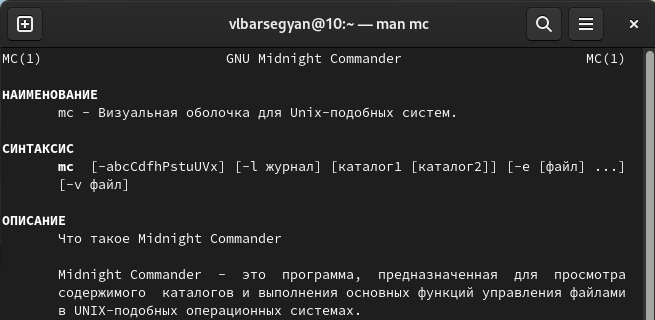 vlbarsegyan@10:~ — man mc
MC(1) GNU Midnight Commander MC(1)
НАИМЕНОВАНИЕ
mc - Визуальная оболочка для Unix-подобных систем.
СИНТАКСИС
mc [-abcCdfhPstuUVx] [-l журнал] [каталог1 [каталог2]] [-e [файл] ...]
[-v файл]
ОПИСАНИЕ
Что такое Midnight Commander
Midnight Commander - это программа, предназначенная для просмотра
содержимого каталогов и выполнения основных функций управления файлами
в UNIX-подобных операционных системах.